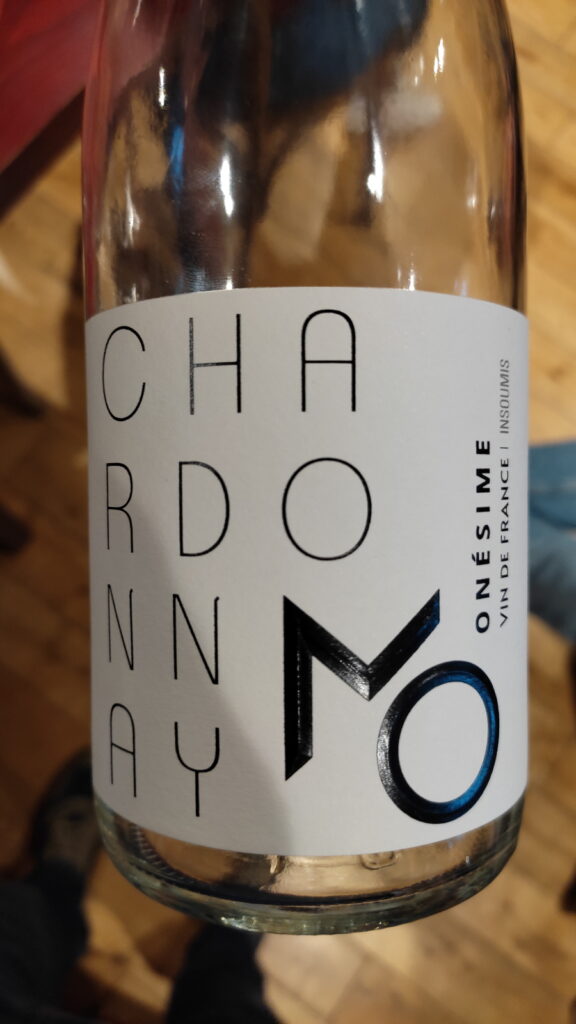 CHA
RDO
NN
AY
MO
ONÉSIME
VIN DE FRANCE | INSOUMIS